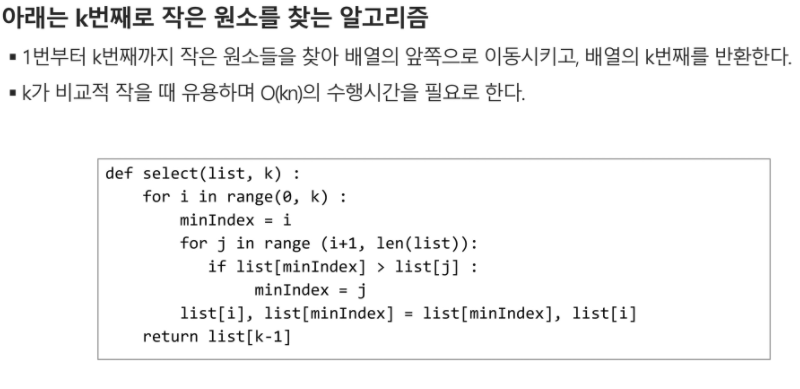 아래는 k번째로 작은 원소를 찾는 알고리즘
▪ 1번부터 k번째까지 작은 원소들을 찾아 배열의 앞쪽으로 이동시키고, 배열의 k번째를 반환한다.
▪ k가 비교적 작을 때 유용하며 O(kn)의 수행시간을 필요로 한다.
def select(list, k) :
    for i in range(0, k) :
        minIndex = i
        for j in range (i+1, len(list)):
           if list[minIndex] > list[j] :
                minIndex = j
        list[i], list[minIndex] = list[minIndex], list[i]
    return list[k-1]